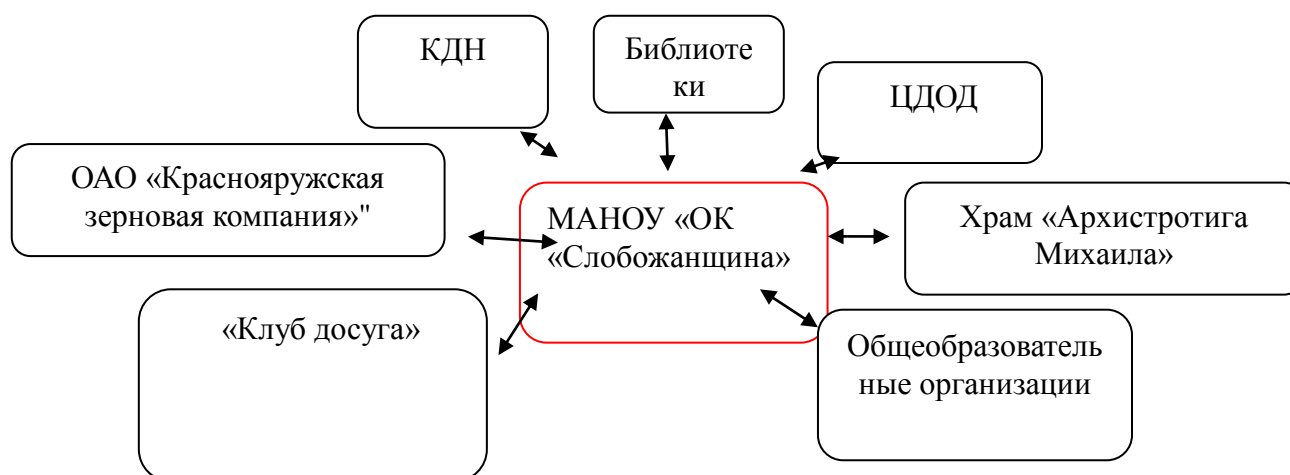 КДН
Библиоте
ки
ЦДОД
ОАО «Краснояружская
зерновая компания»"
МАНОУ «ОК
«Слобожанщина»
Храм «Архистротига
Михаила»
«Клуб досуга»
Общеобразователь
ные организации